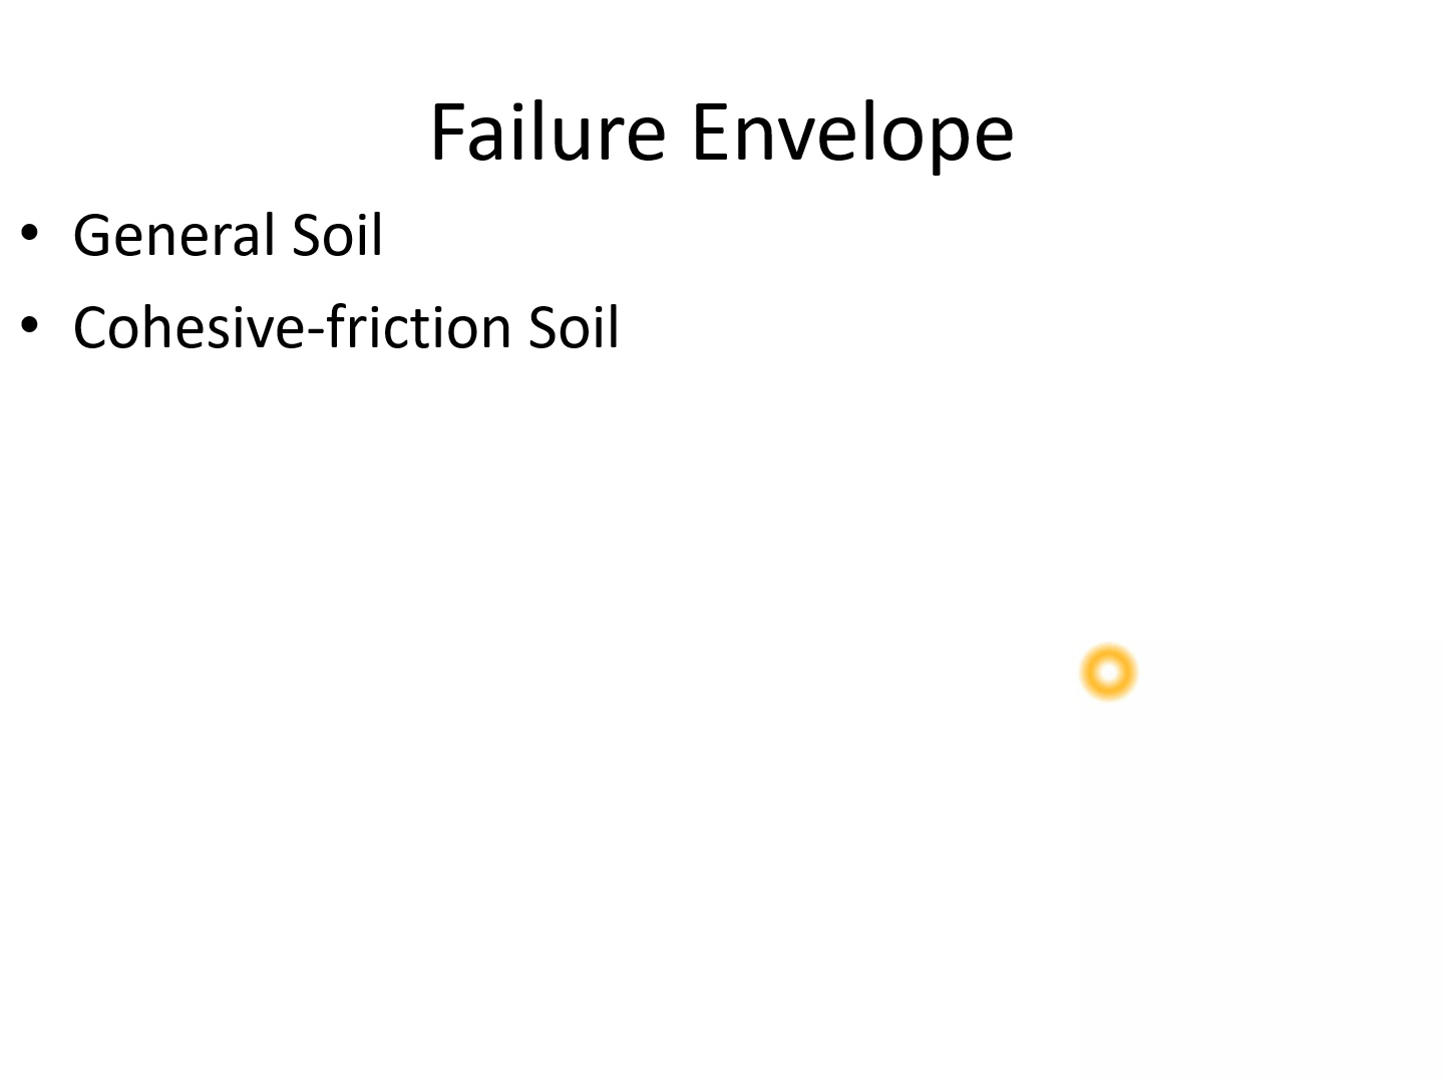 Failure Envelope
• General Soil
• Cohesive-friction Soil